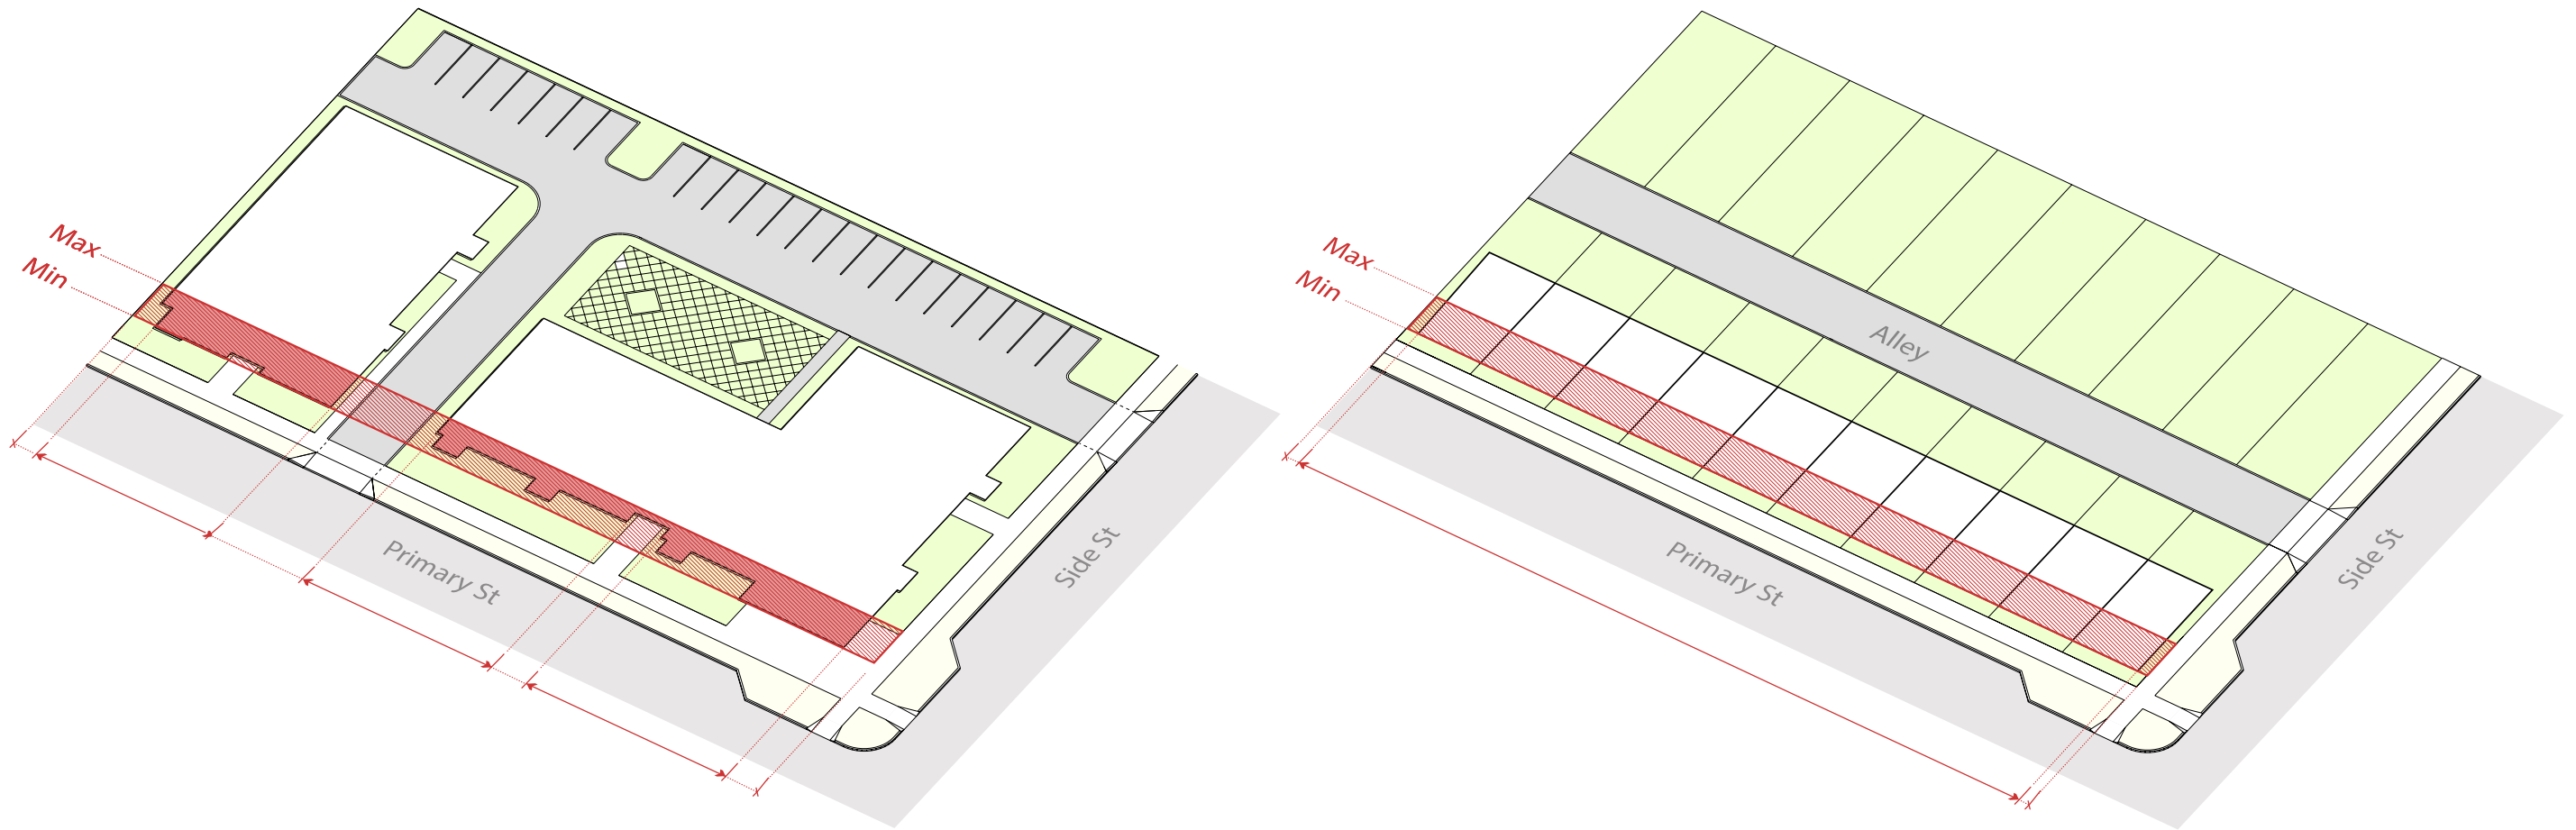 Max
Min
Primary St
Side St
Max
Min
Alley
Primary St
Side St